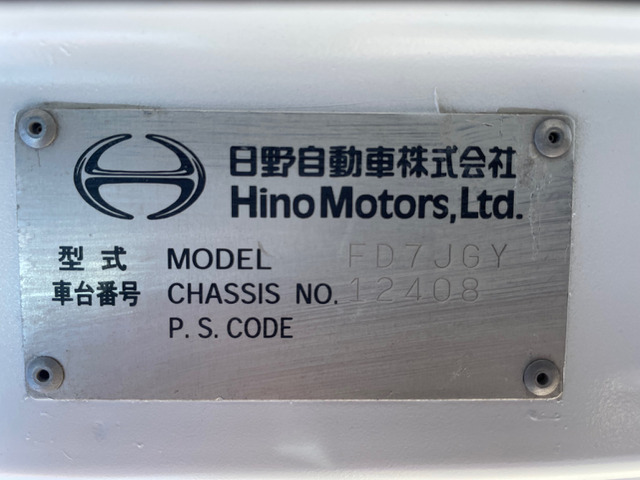 日野自動車株式会社
Hino Motors, Ltd.
型式 MODEL FD7JGY
車台番号 CHASSIS NO. 12408
P. S. CODE